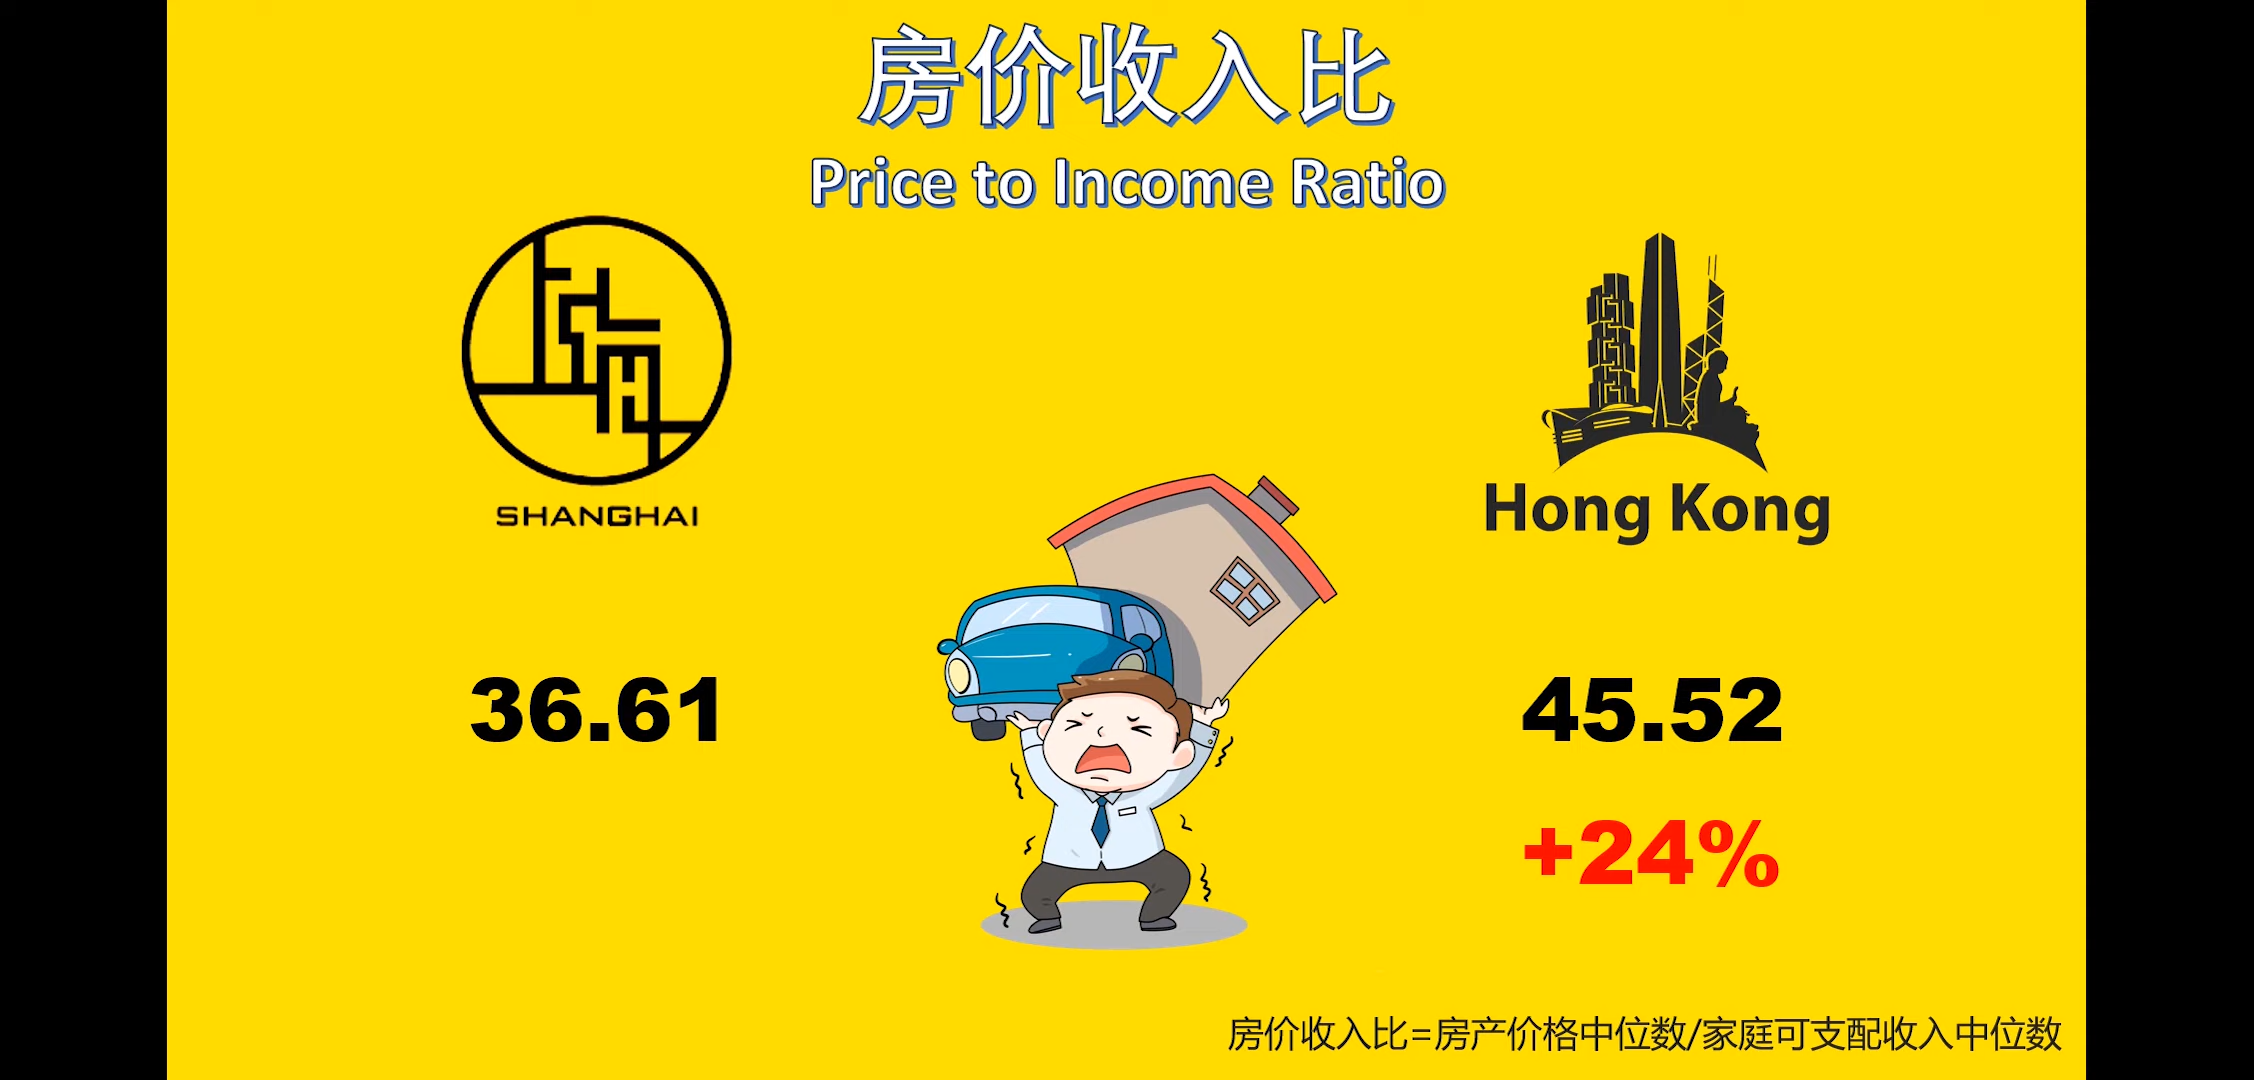 房价收入比
Price to Income Ratio
上海
SHANGHAI
Hong Kong
36.61
45.52
+24%
房价收入比=房产价格中位数/家庭可支配收入中位数